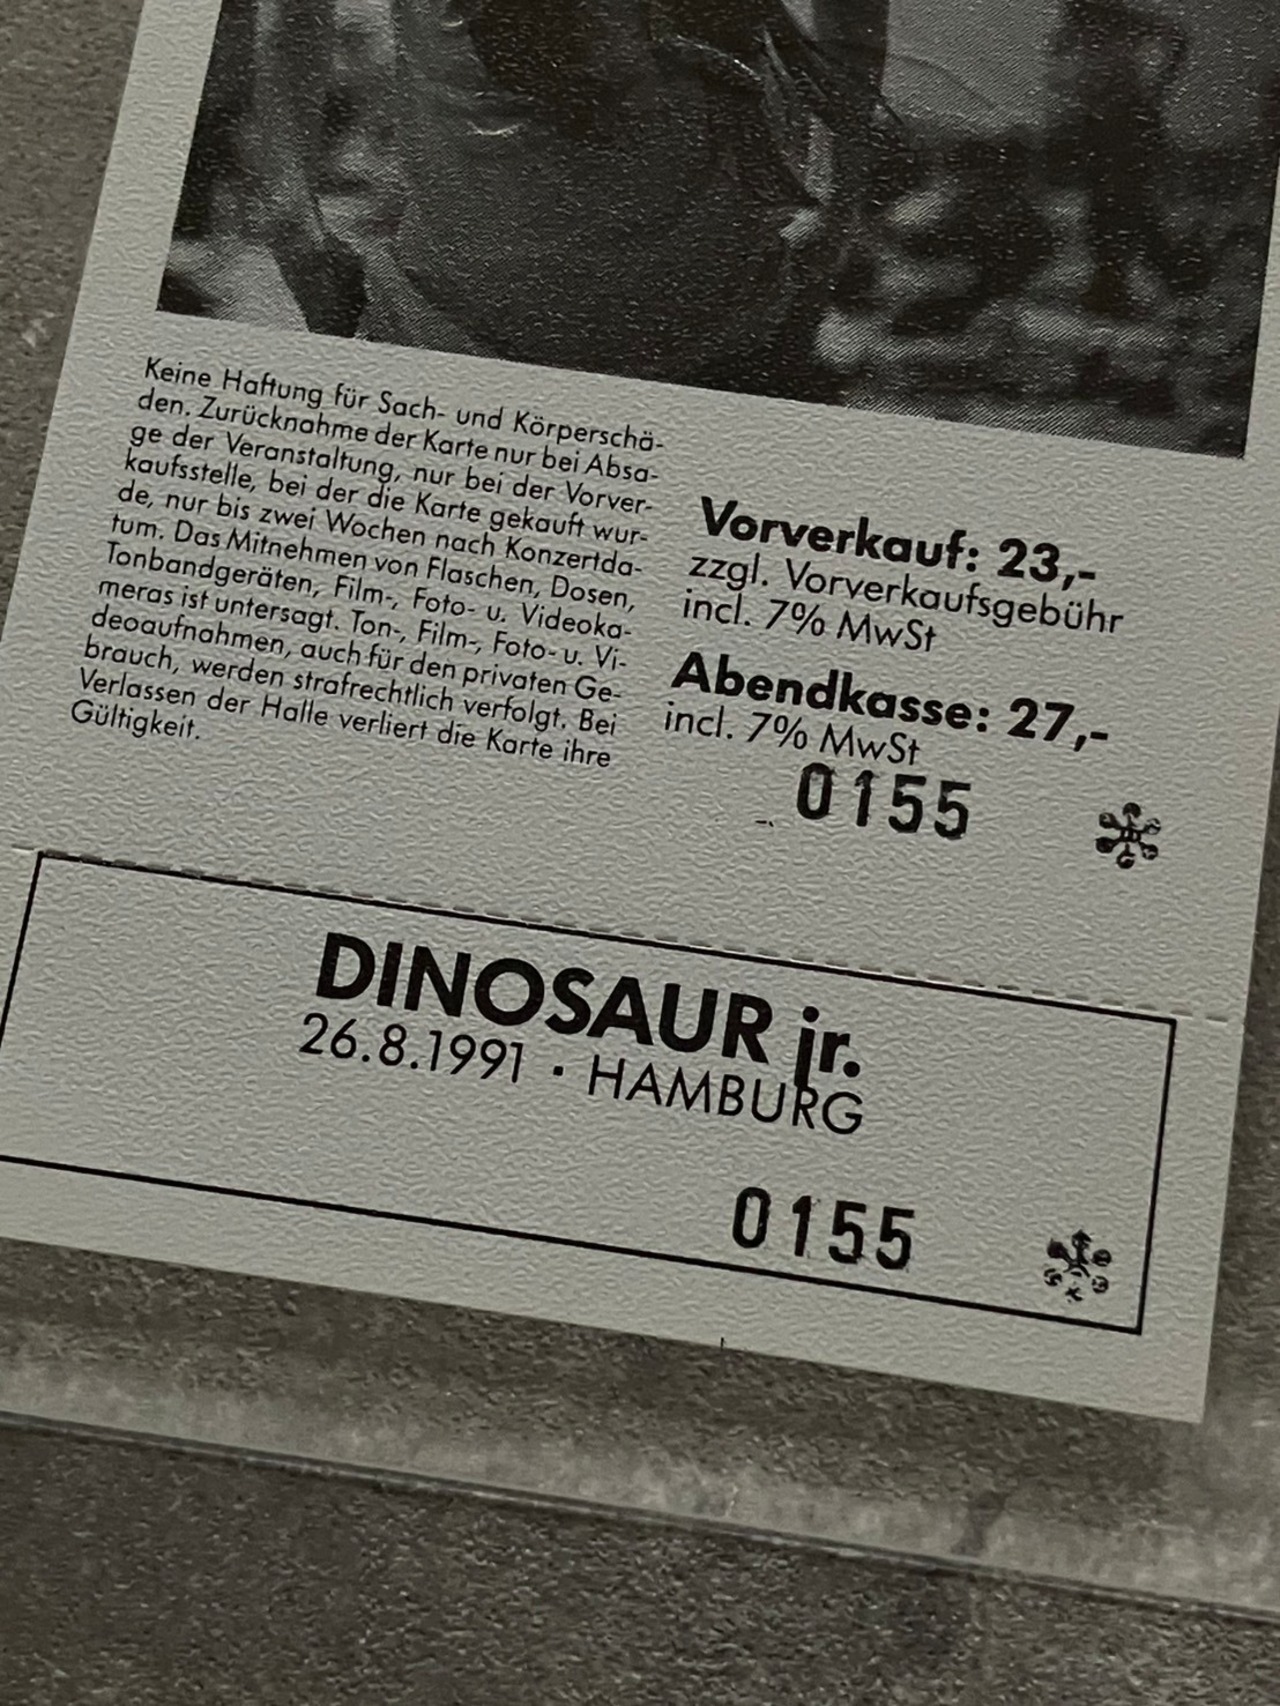 Keine Haftung für Sach- und Körperschä-
den. Zurücknahme der Karte nur bei Absa-
ge der Veranstaltung, nur bei der Vorver-
kaufsstelle, bei der die Karte gekauft wur-
de, nur bis zwei Wochen nach Konzertda-
tum. Das Mitnehmen von Flaschen, Dosen,
Tonbandgeräten, Film-, Foto- u. Videoka-
meras ist untersagt. Ton-, Film-, Foto- u. Vi-
deoaufnahmen, auch für den privaten Ge-
brauch, werden strafrechtlich verfolgt. Bei
Verlassen der Halle verliert die Karte ihre
Gültigkeit.
Vorverkauf: 23,-
zzgl. Vorverkaufsgebühr
incl. 7% MwSt
Abendkasse: 27,-
incl. 7% MwSt
0155
DINOSAUR jr.
26.8.1991 · HAMBURG
0155